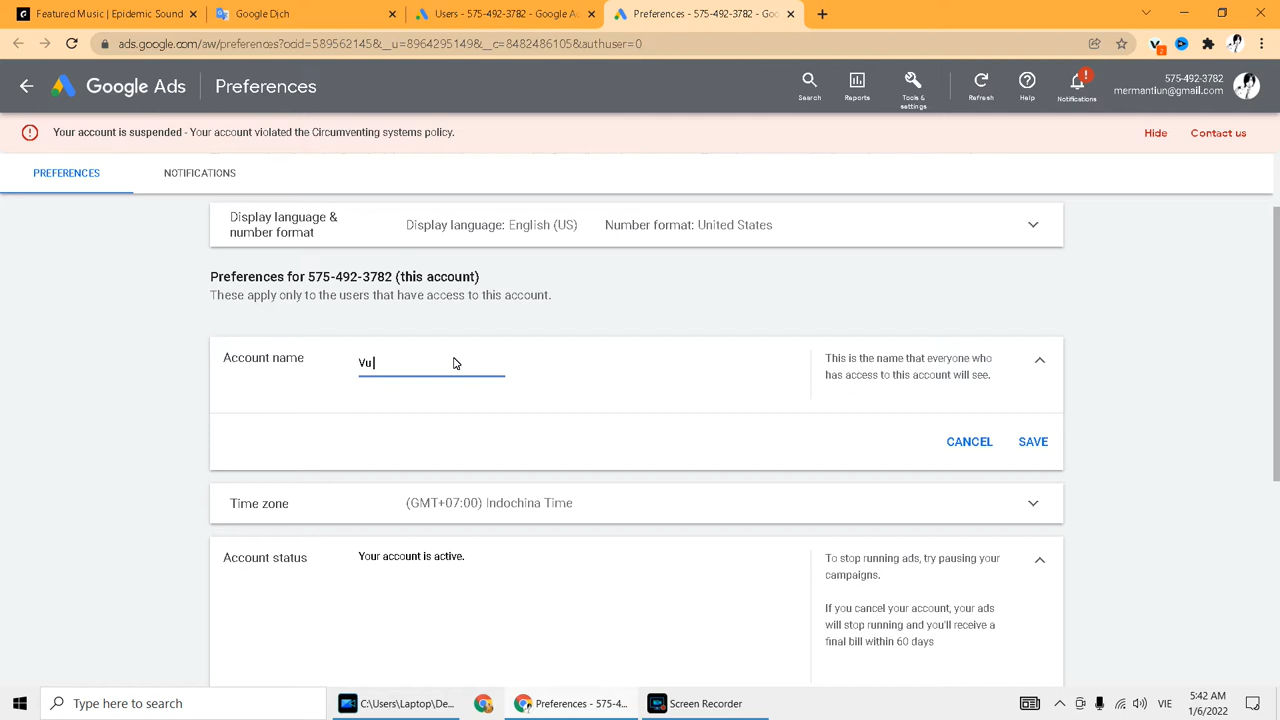 Featured Music | Epidemic Sound
Google Dịch
Users - 575-492-3782 - Google A
Preferences - 575-492-3782 - Goo
ads.google.com/aw/preferences?ocid=589562145&__u=8964295149&__c=8482486105&authuser=0
2
Google Ads
Preferences
Search
Reports
Tools & settings
Refresh
Help
!
Notifications
575-492-3782
mermantiun@gmail.com
Your account is suspended - Your account violated the Circumventing systems policy.
Hide
Contact us
PREFERENCES
NOTIFICATIONS
Display language & number format
Display language: English (US)
Number format: United States
Preferences for 575-492-3782 (this account)
These apply only to the users that have access to this account.
Account name
Vu
This is the name that everyone who
has access to this account will see.
CANCEL
SAVE
Time zone
(GMT+07:00) Indochina Time
Account status
Your account is active.
To stop running ads, try pausing your
campaigns.
If you cancel your account, your ads
will stop running and you'll receive a
final bill within 60 days
Type here to search
C:\Users\Laptop\De...
Preferences - 575-4...
Screen Recorder
VIE
5:42 AM
1/6/2022